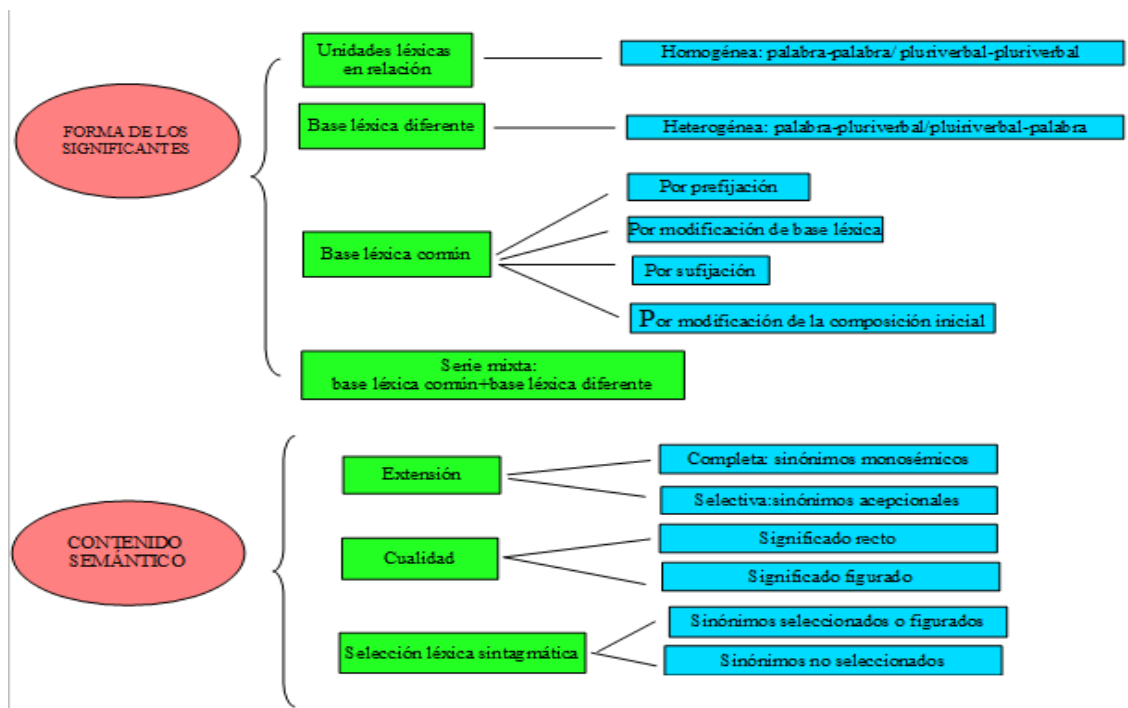 FORMA DE LOS
SIGNIFICANTES
Unidades léxicas
en relación
Homogénea: palabra-palabra/ pluriverbal-pluriverbal
Base léxica diferente
Heterogénea: palabra-pluriverbal/pluiriverbal-palabra
Base léxica común
Por prefijación
Por modificación de base léxica
Por sufijación
Por modificación de la composición inicial
Serie mixta:
base léxica común+base léxica diferente
CONTENIDO
SEMÁNTICO
Extensión
Completa: sinónimos monosémicos
Selectiva:sinónimos acepcionales
Cualidad
Significado recto
Significado figurado
Selección léxica sintagmática
Sinónimos seleccionados o figurados
Sinónimos no seleccionados